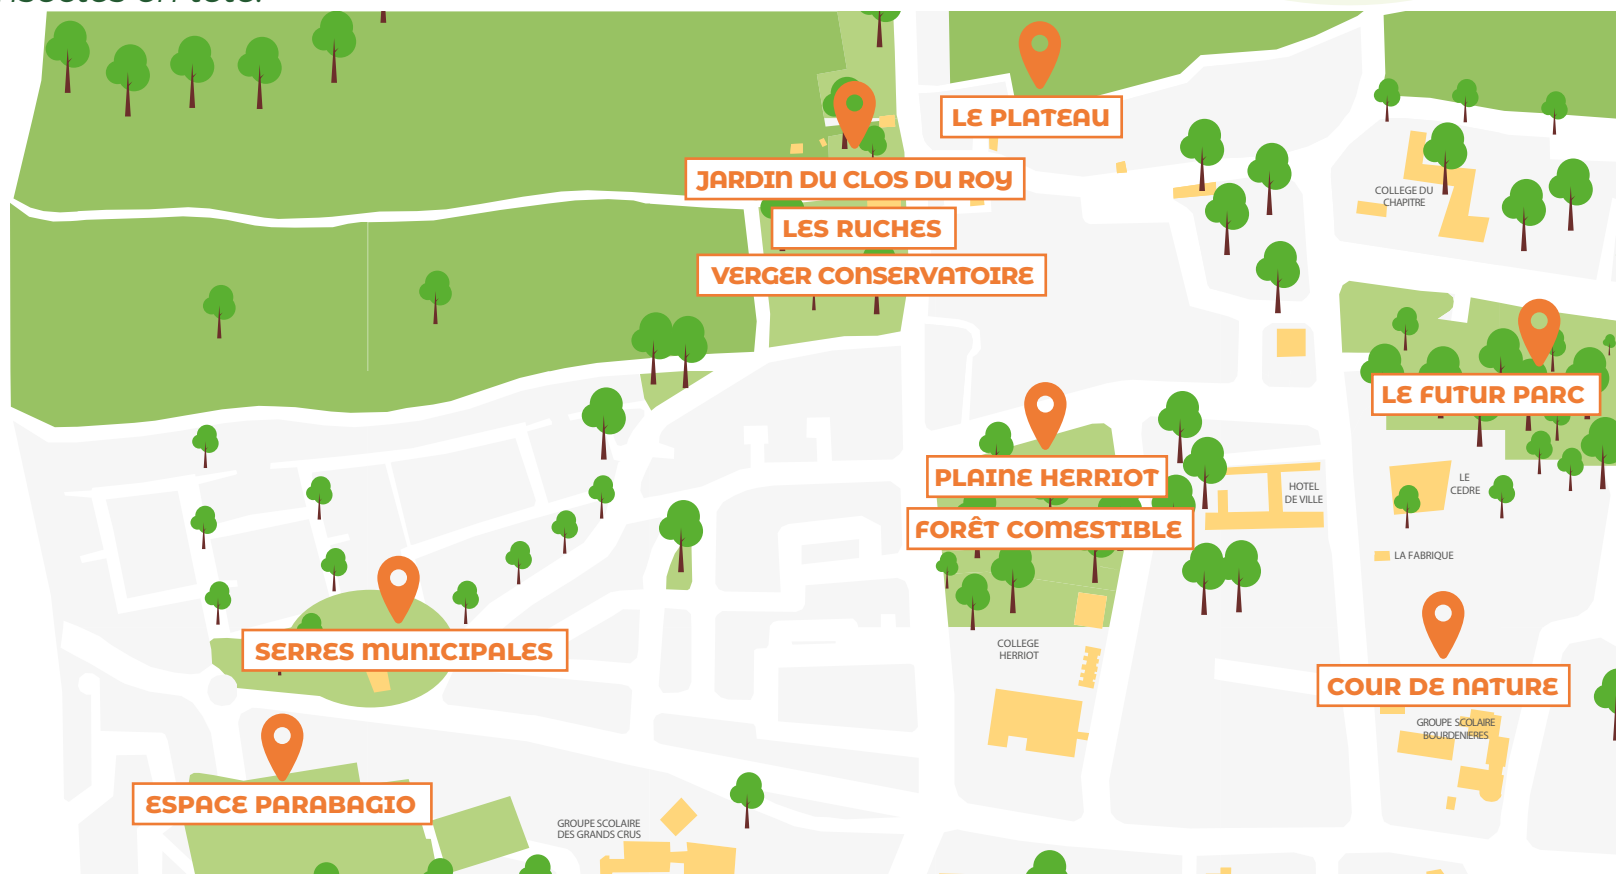 LE PLATEAU
JARDIN DU CLOS DU ROY
LES RUCHES
VERGER CONSERVATOIRE
COLLEGE DU
CHAPITRE
LE FUTUR PARC
PLAINE HERRIOT
FORÊT COMESTIBLE
HOTEL
DE VILLE
LE
CEDRE
LA FABRIQUE
SERRES MUNICIPALES
COLLEGE
HERRIOT
COUR DE NATURE
GROUPE SCOLAIRE
BOURDENIERES
ESPACE PARABAGIO
GROUPE SCOLAIRE
DES GRANDS CRUS